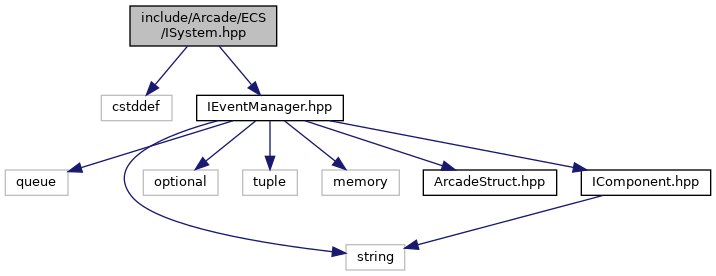 include/Arcade/ECS
/ISystem.hpp
cstddef
IEventManager.hpp
queue
optional
tuple
memory
ArcadeStruct.hpp
IComponent.hpp
string